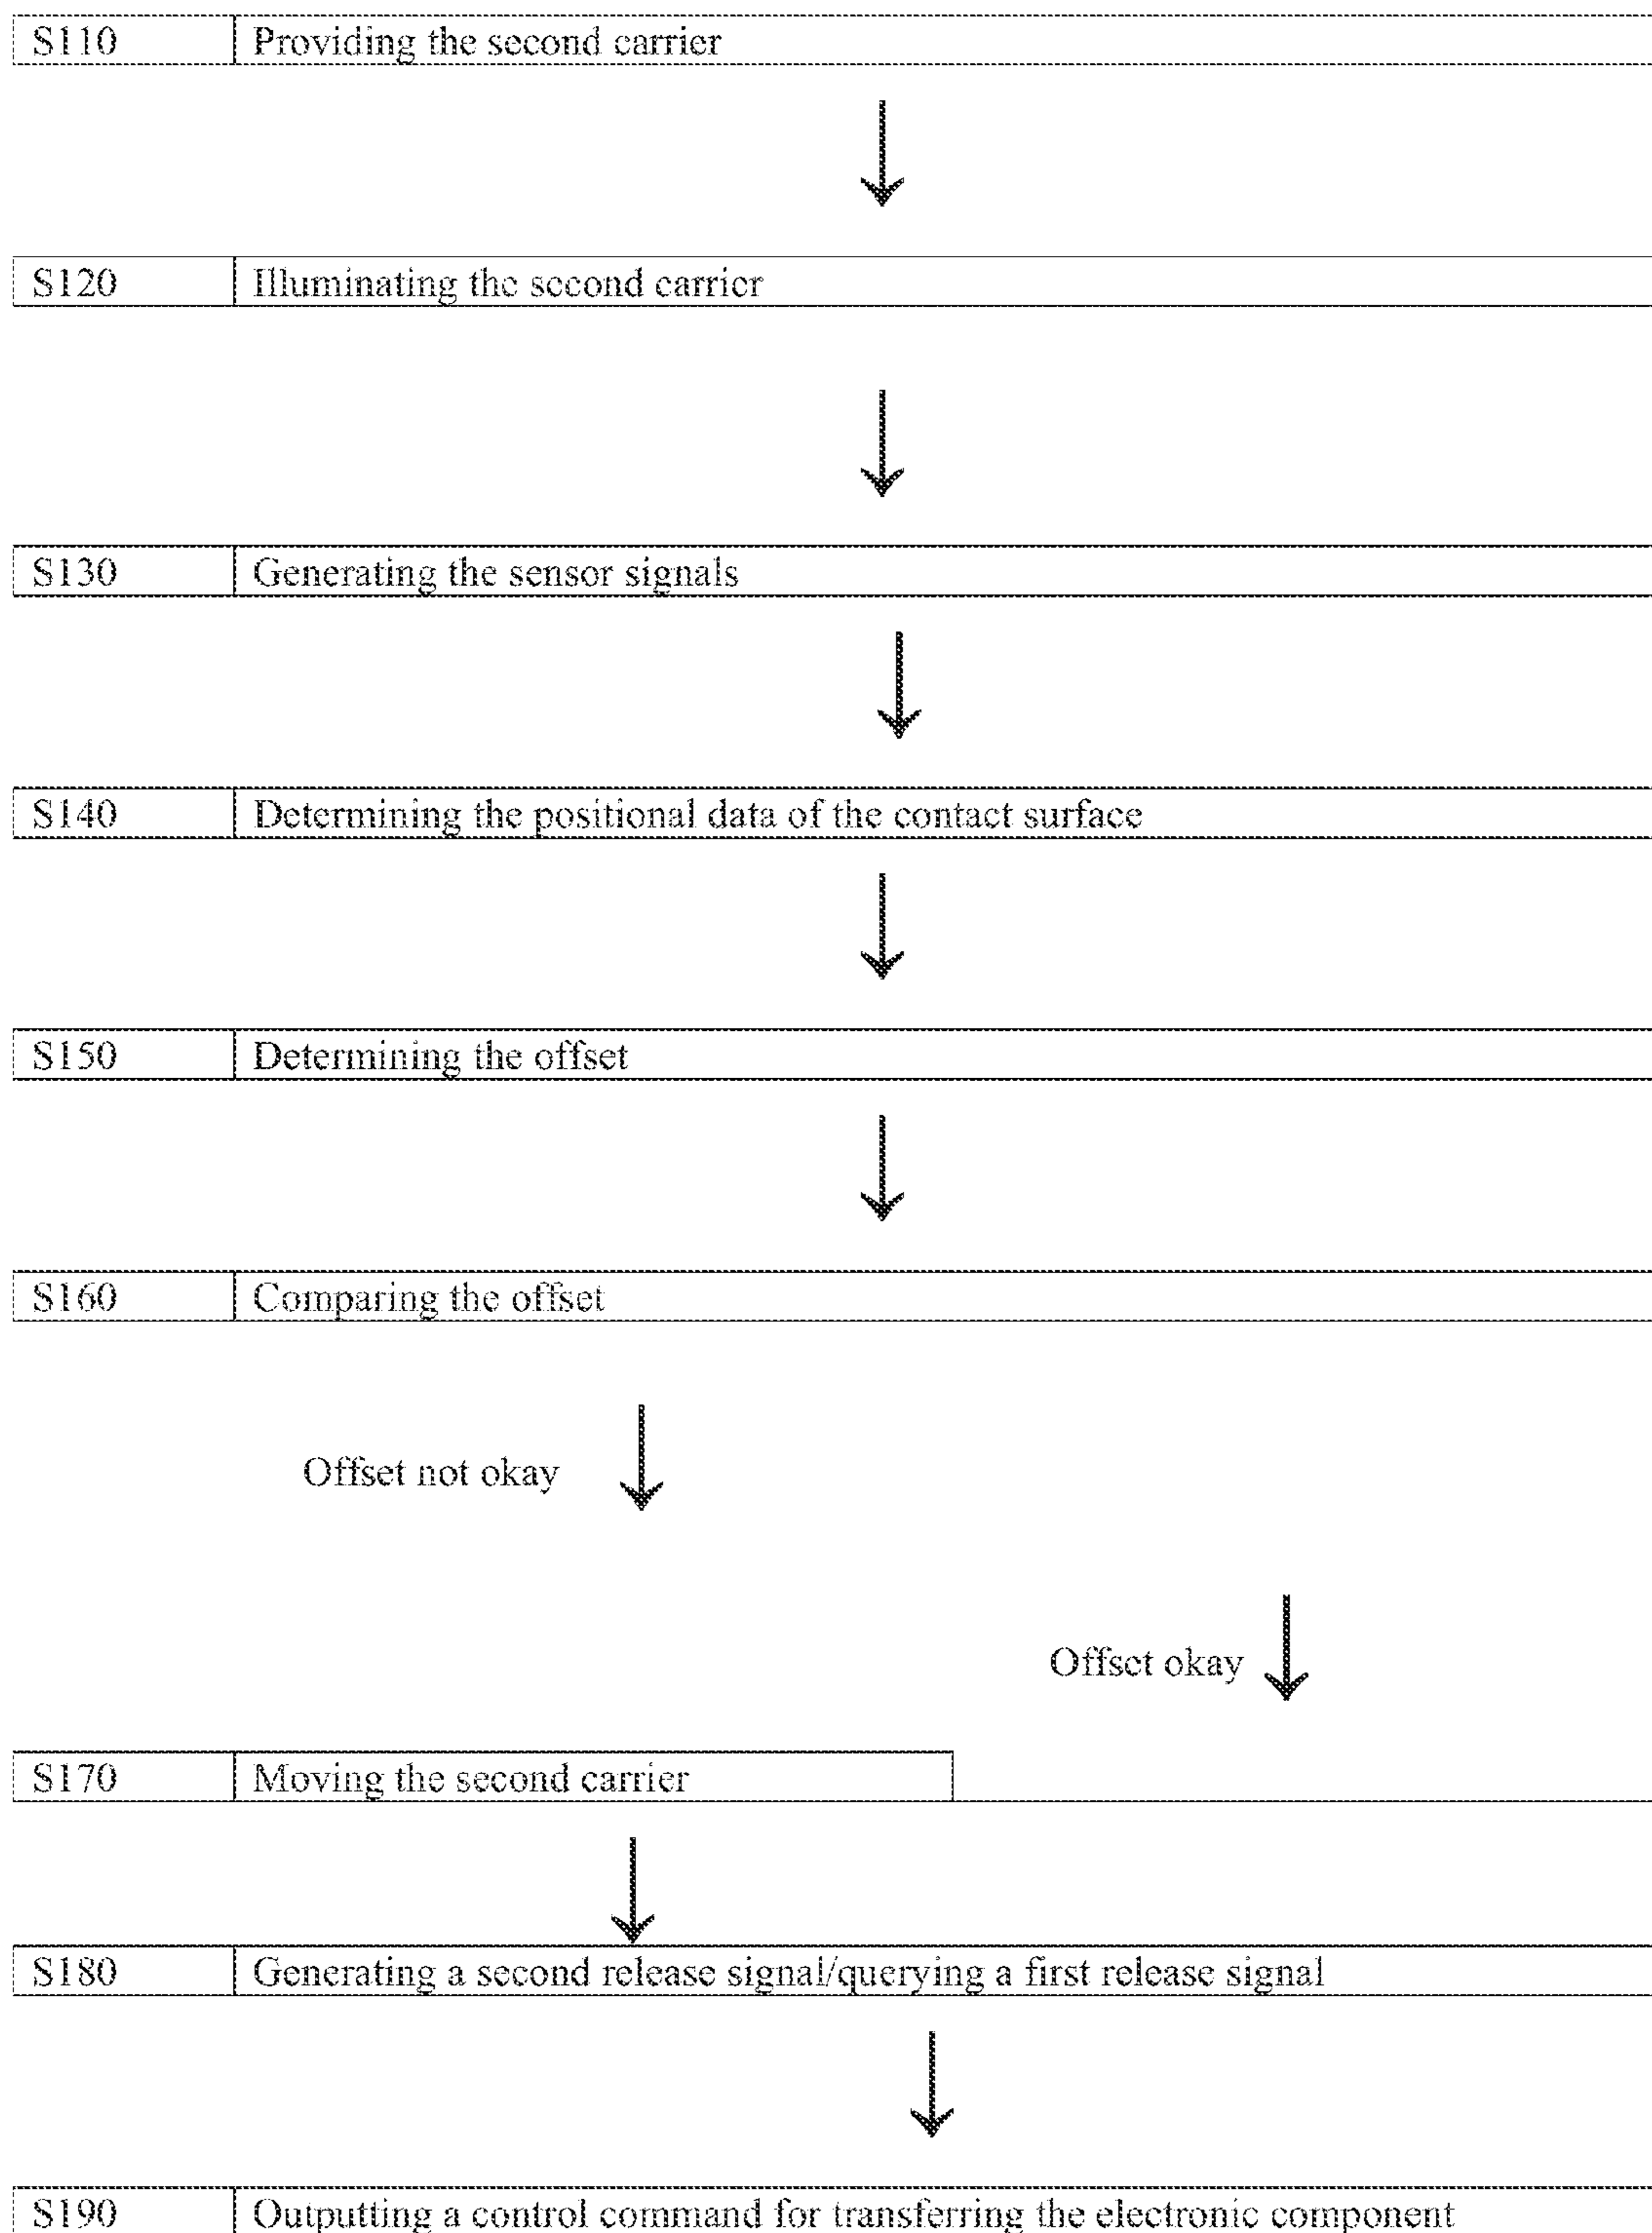 S110 Providing the second carrier
S120 Illuminating the second carrier
S130 Generating the sensor signals
S140 Determining the positional data of the contact surface
S150 Determining the offset
S160 Comparing the offset
Offset not okay
Offset okay
S170 Moving the second carrier
S180 Generating a second release signal/querying a first release signal
S190 Outputting a control command for transferring the electronic component